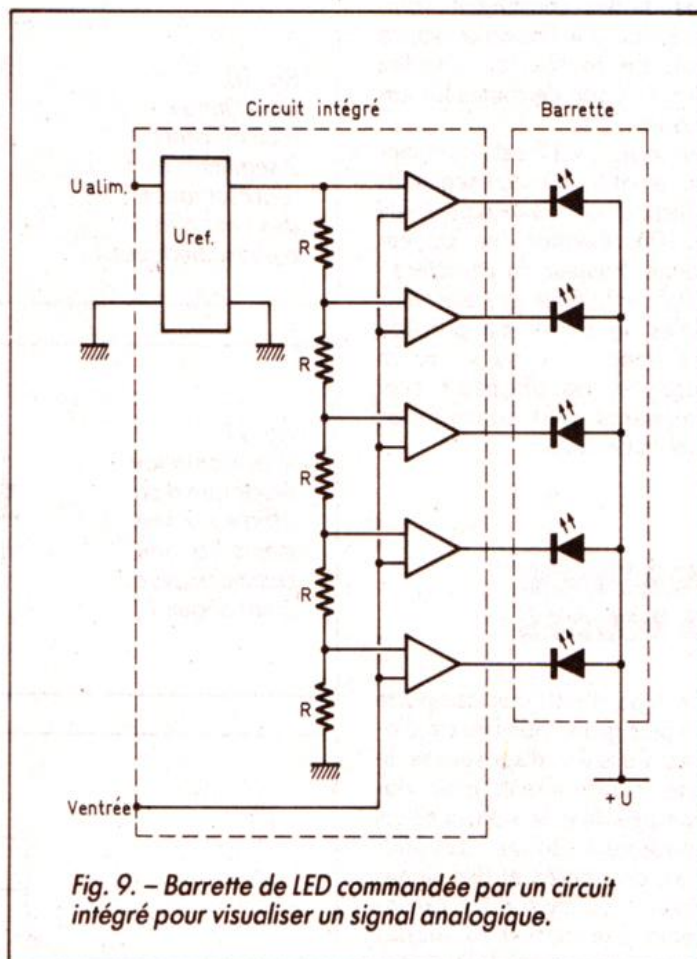 Circuit intégré
Barrette
U alim.
Uref.
R
R
R
R
R
Ventrée
+U
Fig. 9. – Barrette de LED commandée par un circuit
intégré pour visualiser un signal analogique.